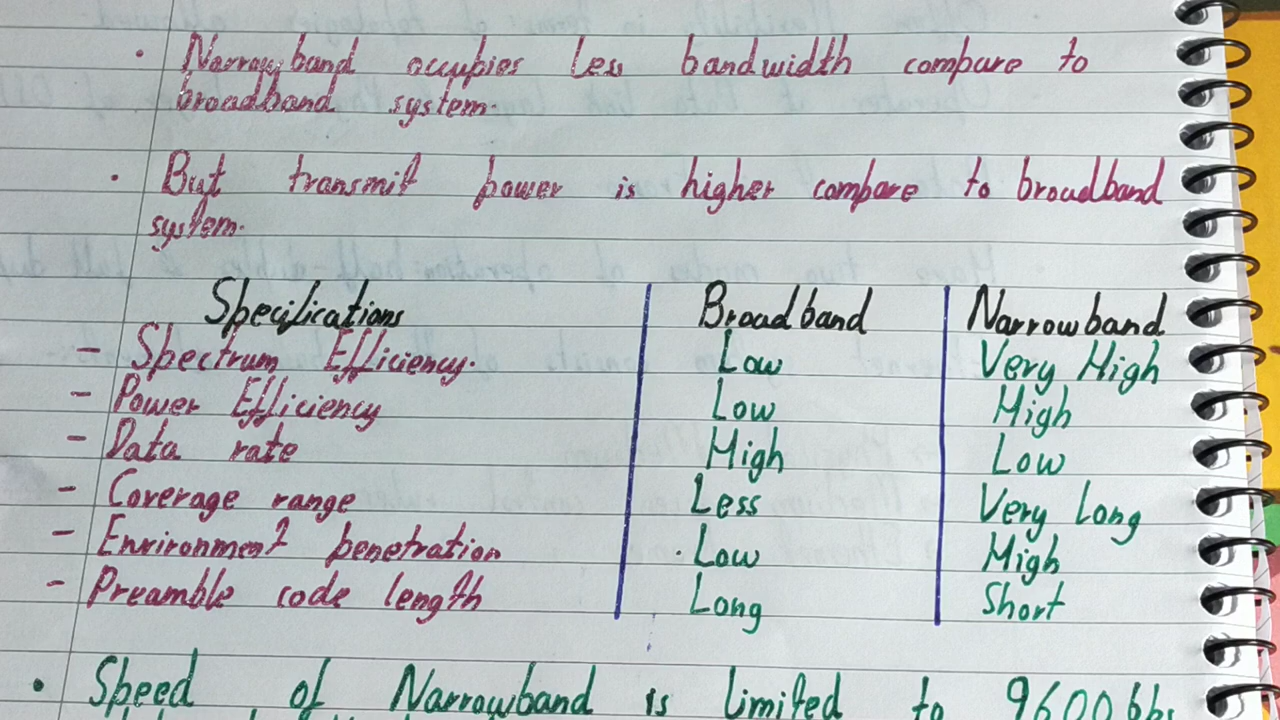 • Narrowband occupies less bandwidth compare to
broadband system.
• But transmit power is higher compare to broadband
system.
Specifications Broadband Narrowband
- Spectrum Efficiency. Low Very High
- Power Efficiency Low High
- Data rate High Low
- Coverage range Less Very Long
- Environment penetration Low High
- Preamble code length Long Short
• Speed of Narrowband is limited to 9600bps